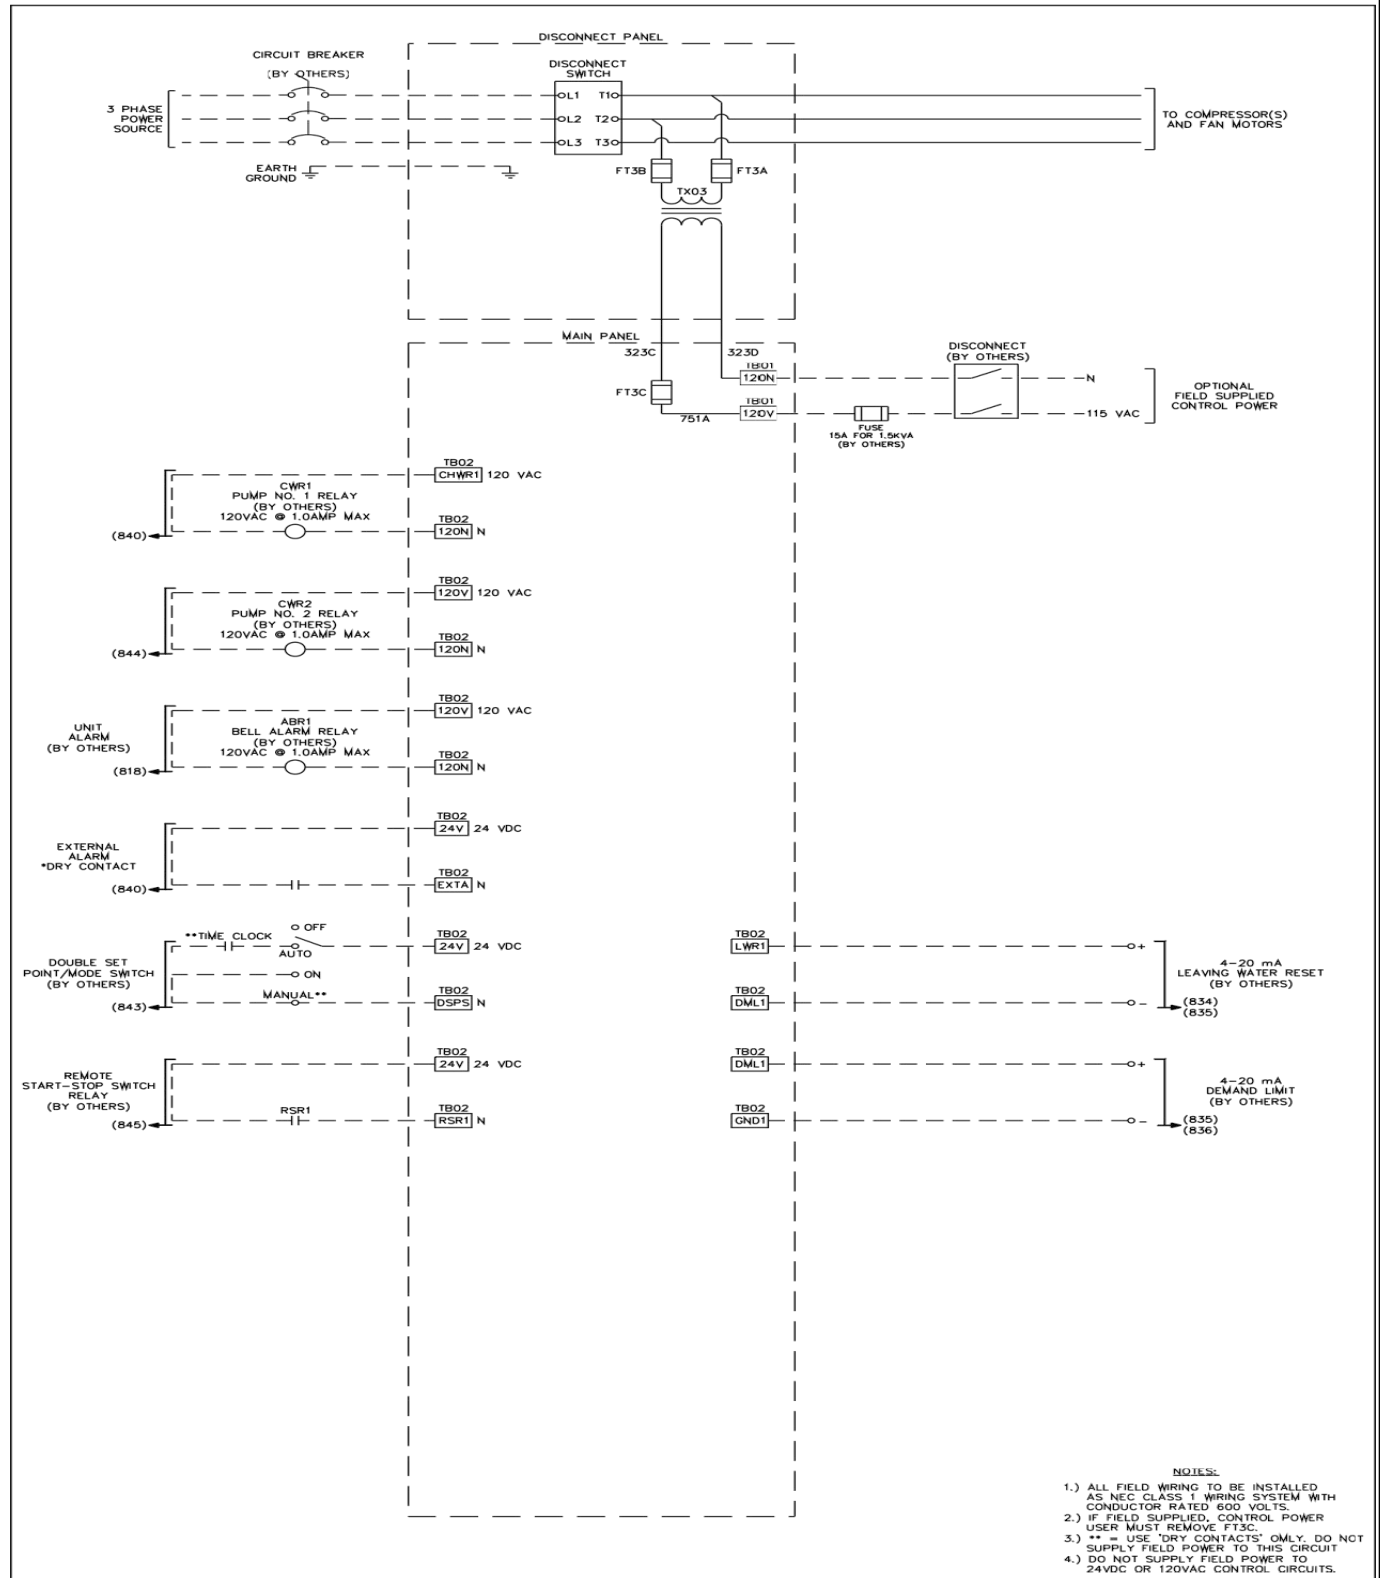 DISCONNECT PANEL
CIRCUIT BREAKER
(BY OTHERS)
DISCONNECT
SWITCH
3 PHASE
POWER
SOURCE
L1 T1
L2 T2
L3 T3
TO COMPRESSOR(S)
AND FAN MOTORS
EARTH
GROUND
FT3B
FT3A
TX03
MAIN PANEL
323C
323D
DISCONNECT
(BY OTHERS)
TB01
120N
N
FT3C
751A
TB01
120V
115 VAC
OPTIONAL
FIELD SUPPLIED
CONTROL POWER
FUSE
15A FOR 1.5KVA
(BY OTHERS)
TB02
CHWR1 120 VAC
CWR1
PUMP NO. 1 RELAY
(BY OTHERS)
120VAC @ 1.0AMP MAX
TB02
120N N
(840)
TB02
120V 120 VAC
CWR2
PUMP NO. 2 RELAY
(BY OTHERS)
120VAC @ 1.0AMP MAX
TB02
120N N
(844)
TB02
120V 120 VAC
UNIT
ALARM
(BY OTHERS)
ABR1
BELL ALARM RELAY
(BY OTHERS)
120VAC @ 1.0AMP MAX
TB02
120N N
(818)
TB02
24V 24 VDC
EXTERNAL
ALARM
*DRY CONTACT
TB02
EXTA N
(840)
**TIME CLOCK
OFF
AUTO
TB02
24V 24 VDC
DOUBLE SET
POINT/MODE SWITCH
(BY OTHERS)
ON
MANUAL**
TB02
DSPS N
(843)
TB02
LWR1
+
4-20 mA
LEAVING WATER RESET
(BY OTHERS)
TB02
DML1
-
(834)
(835)
TB02
24V 24 VDC
REMOTE
START-STOP SWITCH
RELAY
(BY OTHERS)
RSR1
TB02
RSR1 N
(845)
TB02
DML1
+
4-20 mA
DEMAND LIMIT
(BY OTHERS)
TB02
GND1
-
(835)
(836)
NOTES:
1.) ALL FIELD WIRING TO BE INSTALLED
AS NEC CLASS 1 WIRING SYSTEM WITH
CONDUCTOR RATED 600 VOLTS.
2.) IF FIELD SUPPLIED, CONTROL POWER
USER MUST REMOVE FT3C.
3.) ** = USE 'DRY CONTACTS' ONLY. DO NOT
SUPPLY FIELD POWER TO THIS CIRCUIT
4.) DO NOT SUPPLY FIELD POWER TO
24VDC OR 120VAC CONTROL CIRCUITS.